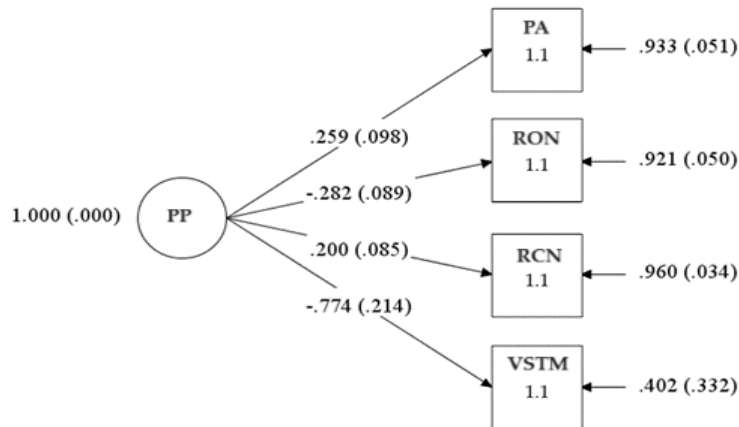 PA
1.1
.933 (.051)
.259 (.098)
RON
1.1
.921 (.050)
-.282 (.089)
1.000 (.000)
PP
.200 (.085)
RCN
1.1
.960 (.034)
-.774 (.214)
VSTM
1.1
.402 (.332)